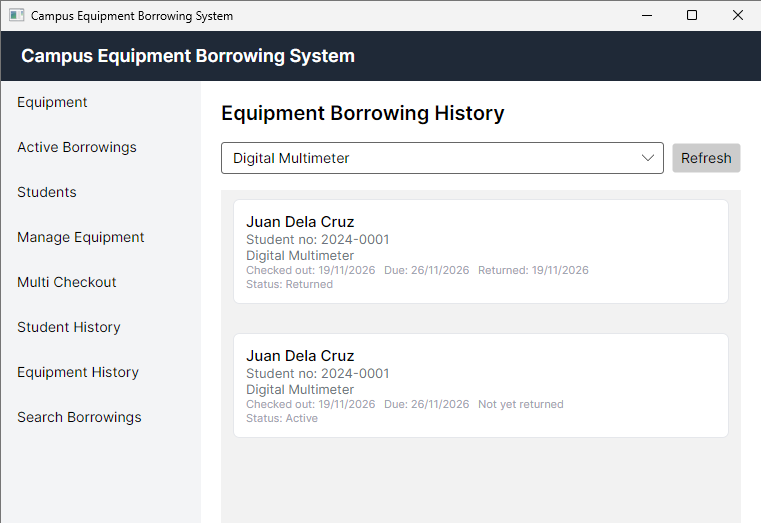 Campus Equipment Borrowing System
Campus Equipment Borrowing System
Equipment
Active Borrowings
Students
Manage Equipment
Multi Checkout
Student History
Equipment History
Search Borrowings
Equipment Borrowing History
Digital Multimeter
Refresh
Juan Dela Cruz
Student no: 2024-0001
Digital Multimeter
Checked out: 19/11/2026 Due: 26/11/2026 Returned: 19/11/2026
Status: Returned
Juan Dela Cruz
Student no: 2024-0001
Digital Multimeter
Checked out: 19/11/2026 Due: 26/11/2026 Not yet returned
Status: Active